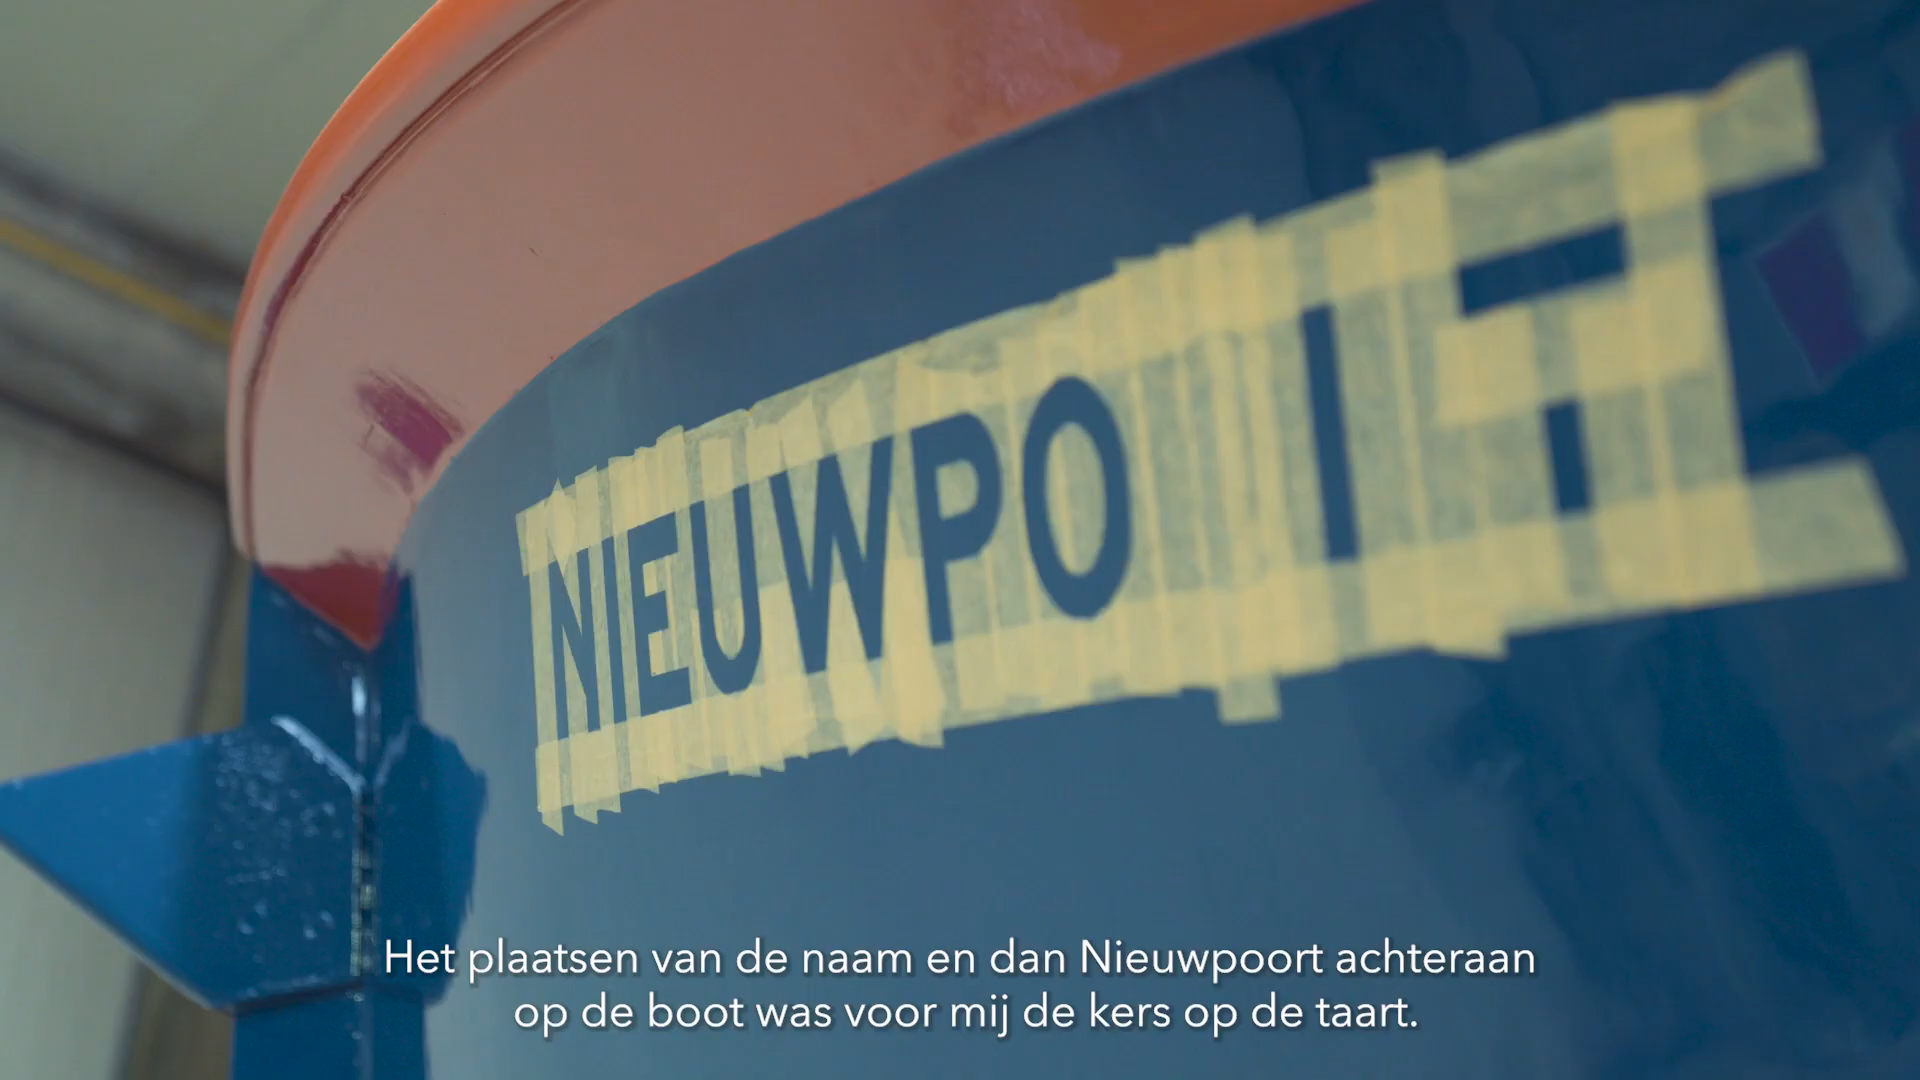 NIEUWPO
Het plaatsen van de naam en dan Nieuwpoort achteraan
op de boot was voor mij de kers op de taart.